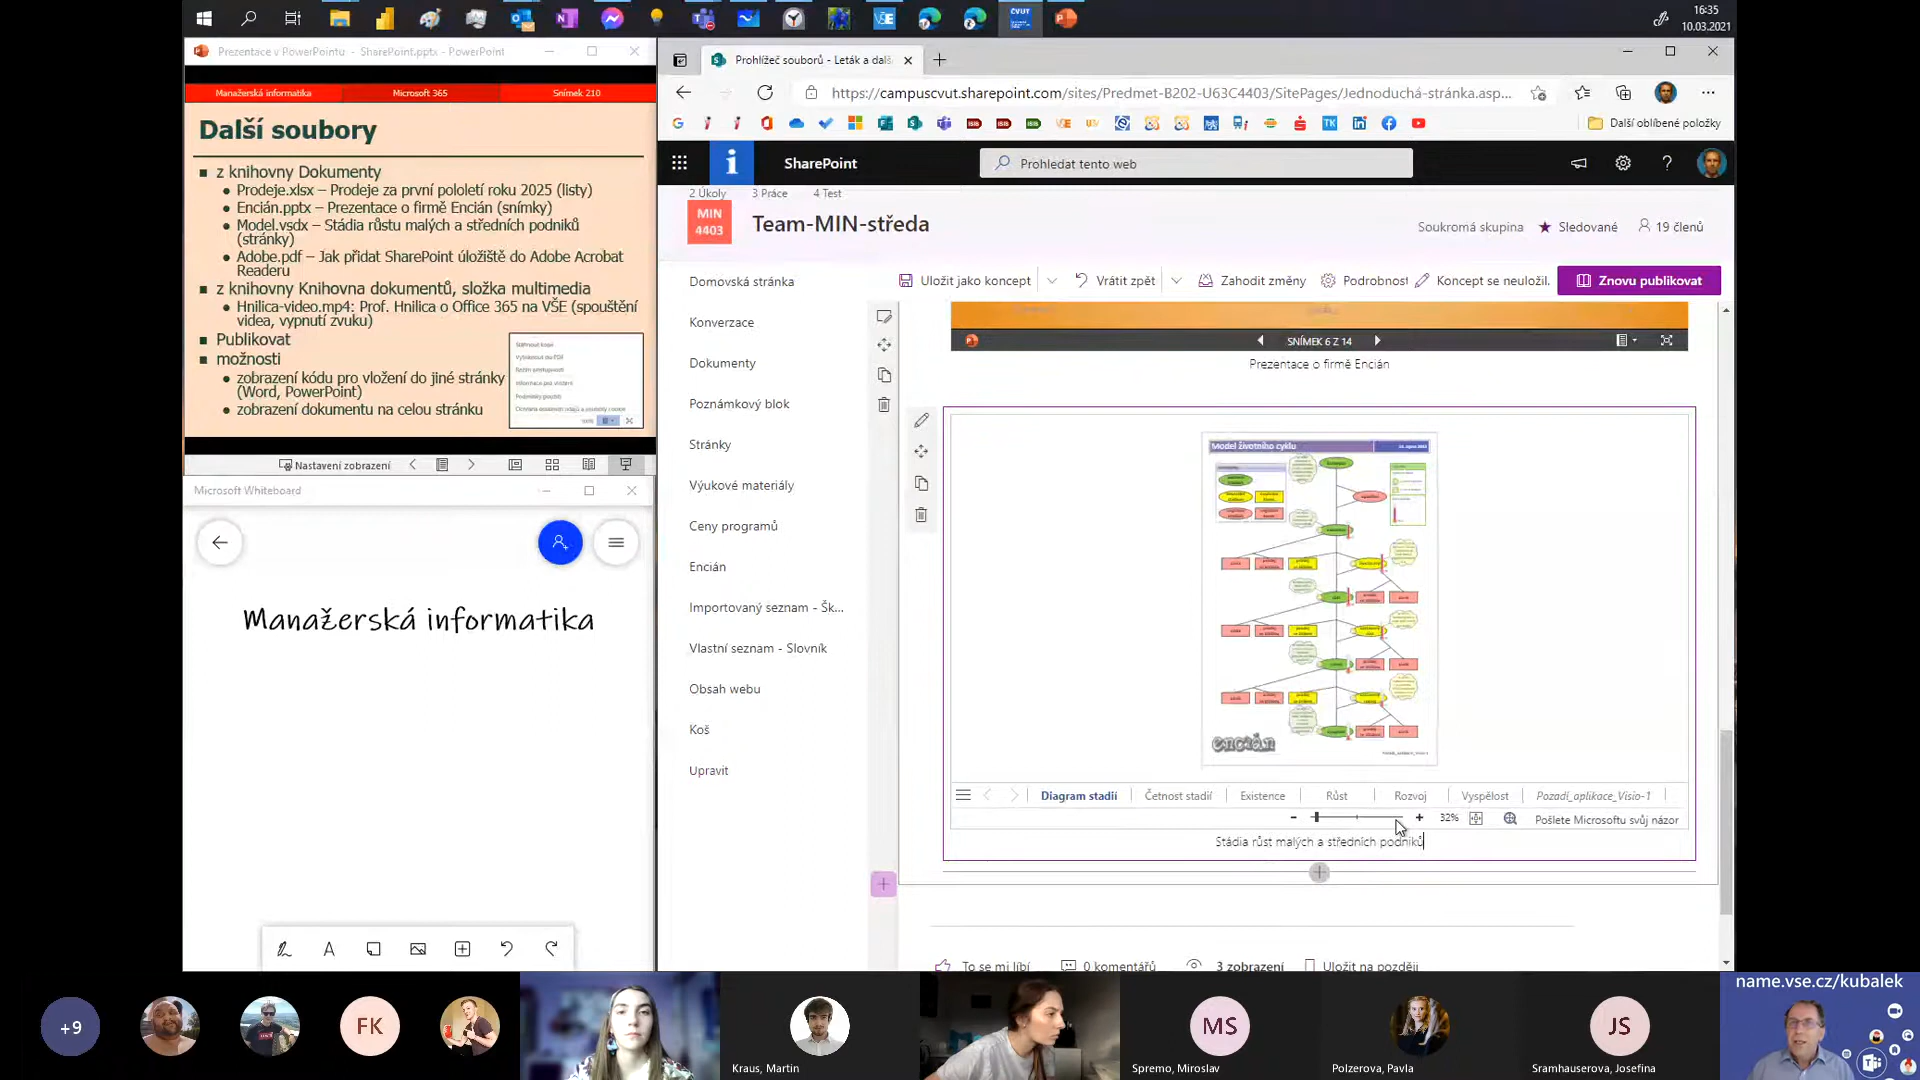 16:35
10.03.2021
Prezentace v PowerPointu - SharePoint.pptx - PowerPoint
Manažerská informatika
Microsoft 365
Snímek 210
Další soubory
z knihovny Dokumenty
Prodeje.xlsx – Prodeje za první pololetí roku 2025 (listy)
Encián.pptx – Prezentace o firmě Encián (snímky)
Model.vsdx – Stádia růstu malých a středních podniků
(stránky)
Adobe.pdf – Jak přidat SharePoint úložiště do Adobe Acrobat
Readeru
z knihovny Knihovna dokumentů, složka multimedia
Hnilica-video.mp4: Prof. Hnilica o Office 365 na VŠE (spouštění
videa, vypnutí zvuku)
Publikovat
možnosti
zobrazení kódu pro vložení do jiné stránky
(Word, PowerPoint)
zobrazení dokumentu na celou stránku
Nastavení zobrazení
Microsoft Whiteboard
Manažerská informatika
Prohlížeč souborů - Leták a dalš
https://campuscvut.sharepoint.com/sites/Predmet-B202-U63C4403/SitePages/Jednoduchá-stránka.asp...
Další oblíbené položky
SharePoint
Prohledat tento web
2 Úkoly 3 Práce 4 Test
MIN
4403
Team-MIN-středa
Soukromá skupina
Sledované
19 členů
Domovská stránka
Konverzace
Dokumenty
Poznámkový blok
Stránky
Výukové materiály
Ceny programů
Encián
Importovaný seznam - Šk...
Vlastní seznam - Slovník
Obsah webu
Koš
Upravit
Uložit jako koncept
Vrátit zpět
Zahodit změny
Podrobnost
Koncept se neuložil.
Znovu publikovat
SNÍMEK 6 Z 14
Prezentace o firmě Encián
Model životního cyklu
encián
Diagram stadií
Četnost stadií
Existence
Růst
Rozvoj
Vyspělost
Pozadí_aplikace_Visio-1
32%
Pošlete Microsoftu svůj názor
Stádia růst malých a středních podniků
To se mi líbí
0 komentářů
3 zobrazení
Uložit na později
+9
FK
Kraus, Martin
MS
Spremo, Miroslav
Polzerova, Pavla
JS
Sramhauserova, Josefina
name.vse.cz/kubalek